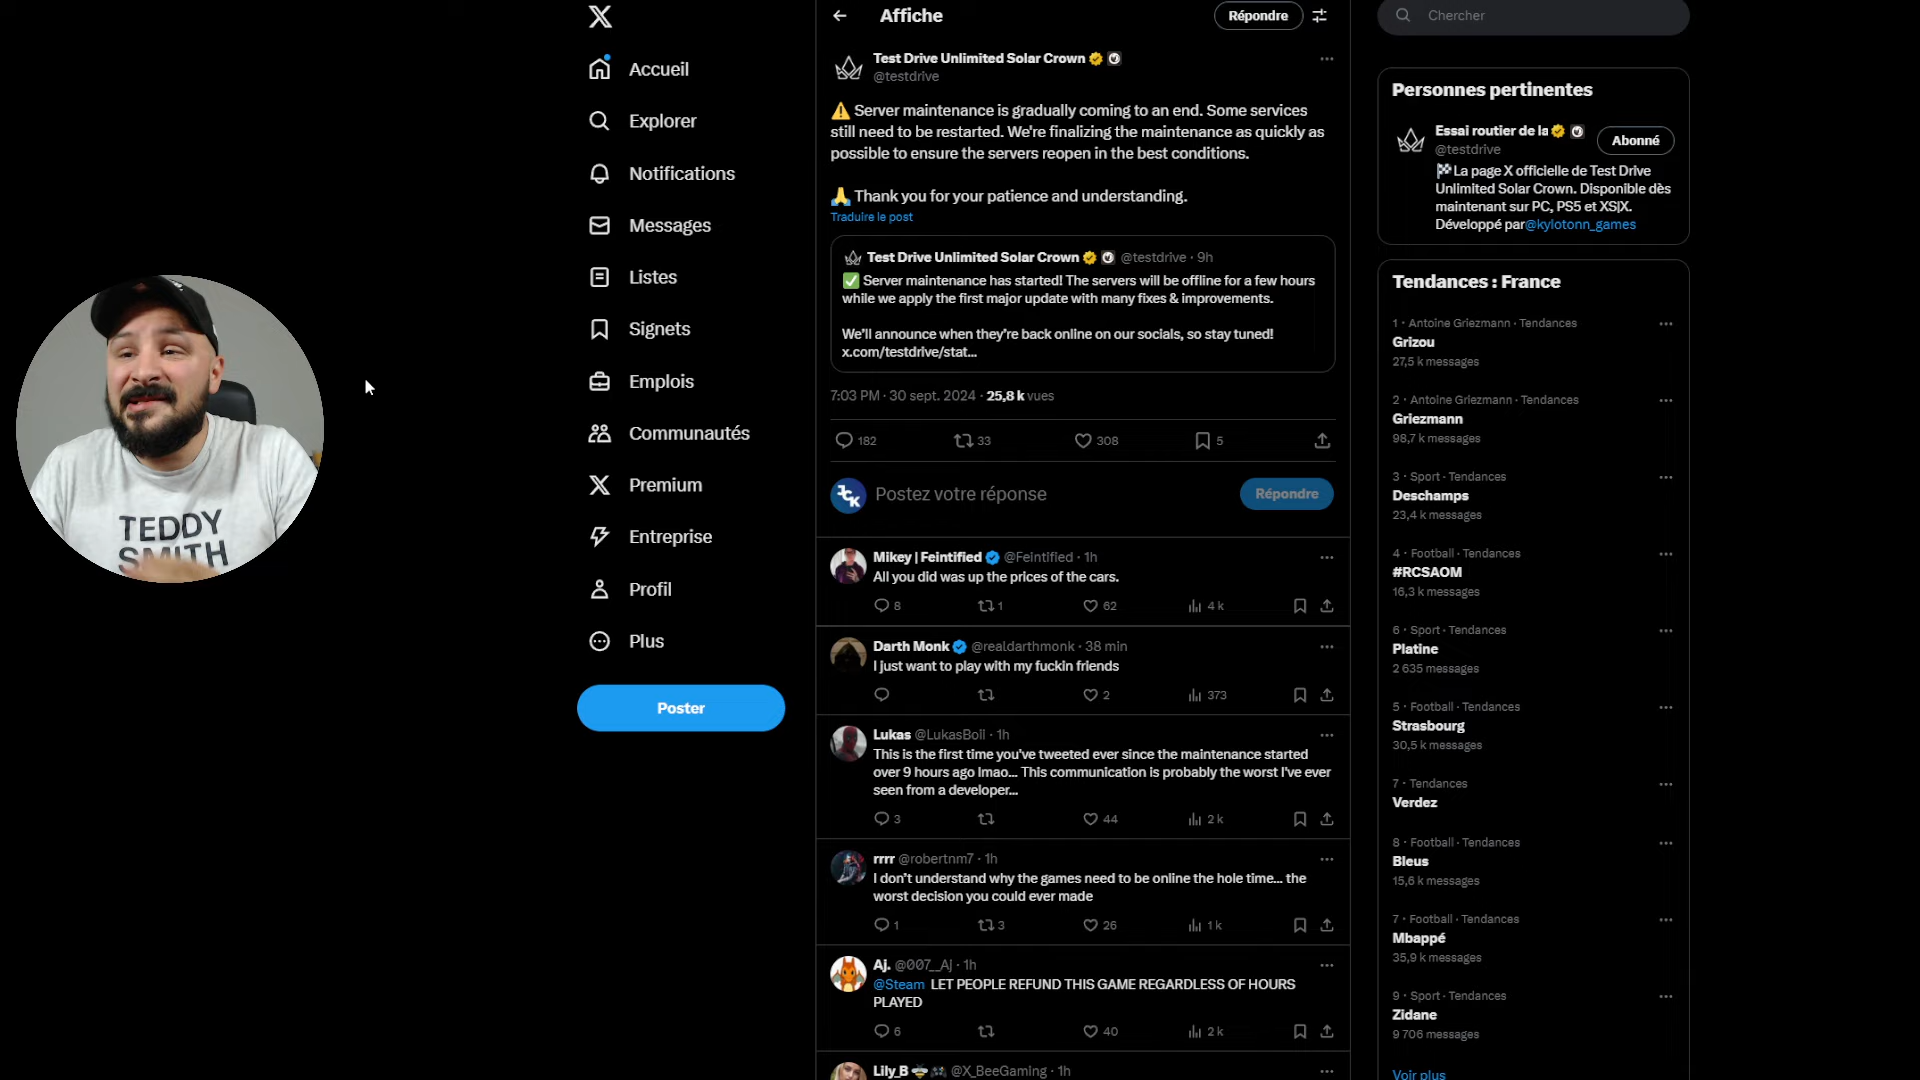 Accueil
Explorer
Notifications
Messages
Listes
Signets
Emplois
Communautés
Premium
Entreprise
Profil
Plus
Poster
TEDDY
SMITH
Affiche
Répondre
Test Drive Unlimited Solar Crown
@testdrive
Server maintenance is gradually coming to an end. Some services
still need to be restarted. We're finalizing the maintenance as quickly as
possible to ensure the servers reopen in the best conditions.
Thank you for your patience and understanding.
Traduire le post
Test Drive Unlimited Solar Crown @testdrive · 9h
Server maintenance has started! The servers will be offline for a few hours
while we apply the first major update with many fixes & improvements.
We'll announce when they're back online on our socials, so stay tuned!
x.com/testdrive/stat...
7:03 PM · 30 sept. 2024 · 25,8 k vues
182 33 308 5
Postez votre réponse
Répondre
Mikey | Feintified @Feintified · 1h
All you did was up the prices of the cars.
8 1 62 4 k
Darth Monk @realdarthmonk · 38 min
I just want to play with my fuckin friends
2 373
Lukas @LukasBoii · 1h
This is the first time you've tweeted ever since the maintenance started
over 9 hours ago lmao... This communication is probably the worst I've ever
seen from a developer...
3 44 2 k
rrrr @robertnm7 · 1h
I don't understand why the games need to be online the hole time... the
worst decision you could ever made
1 3 26 1 k
Aj. @007__Aj · 1h
@Steam LET PEOPLE REFUND THIS GAME REGARDLESS OF HOURS
PLAYED
6 40 2 k
Lily_B @X_BeeGaming · 1h
Chercher
Personnes pertinentes
Essai routier de la
@testdrive
Abonné
La page X officielle de Test Drive
Unlimited Solar Crown. Disponible dès
maintenant sur PC, PS5 et XS|X.
Développé par@kylotonn_games
Tendances : France
1 · Antoine Griezmann · Tendances
Grizou
27,5 k messages
2 · Antoine Griezmann · Tendances
Griezmann
98,7 k messages
3 · Sport · Tendances
Deschamps
23,4 k messages
4 · Football · Tendances
#RCSAOM
16,3 k messages
6 · Sport · Tendances
Platine
2 635 messages
5 · Football · Tendances
Strasbourg
30,5 k messages
7 · Tendances
Verdez
8 · Football · Tendances
Bleus
15,6 k messages
7 · Football · Tendances
Mbappé
35,9 k messages
9 · Sport · Tendances
Zidane
9 706 messages
Voir plus